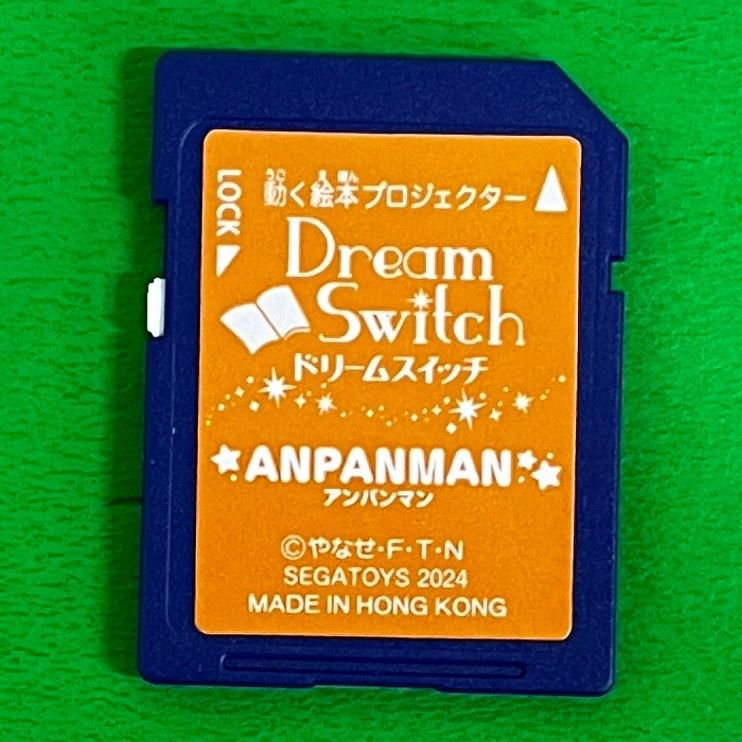 LOCK
動く絵本プロジェクター
Dream
Switch
ドリームスイッチ
ANPANMAN
アンパンマン
©やなせ・F・T・N
SEGATOYS 2024
MADE IN HONG KONG